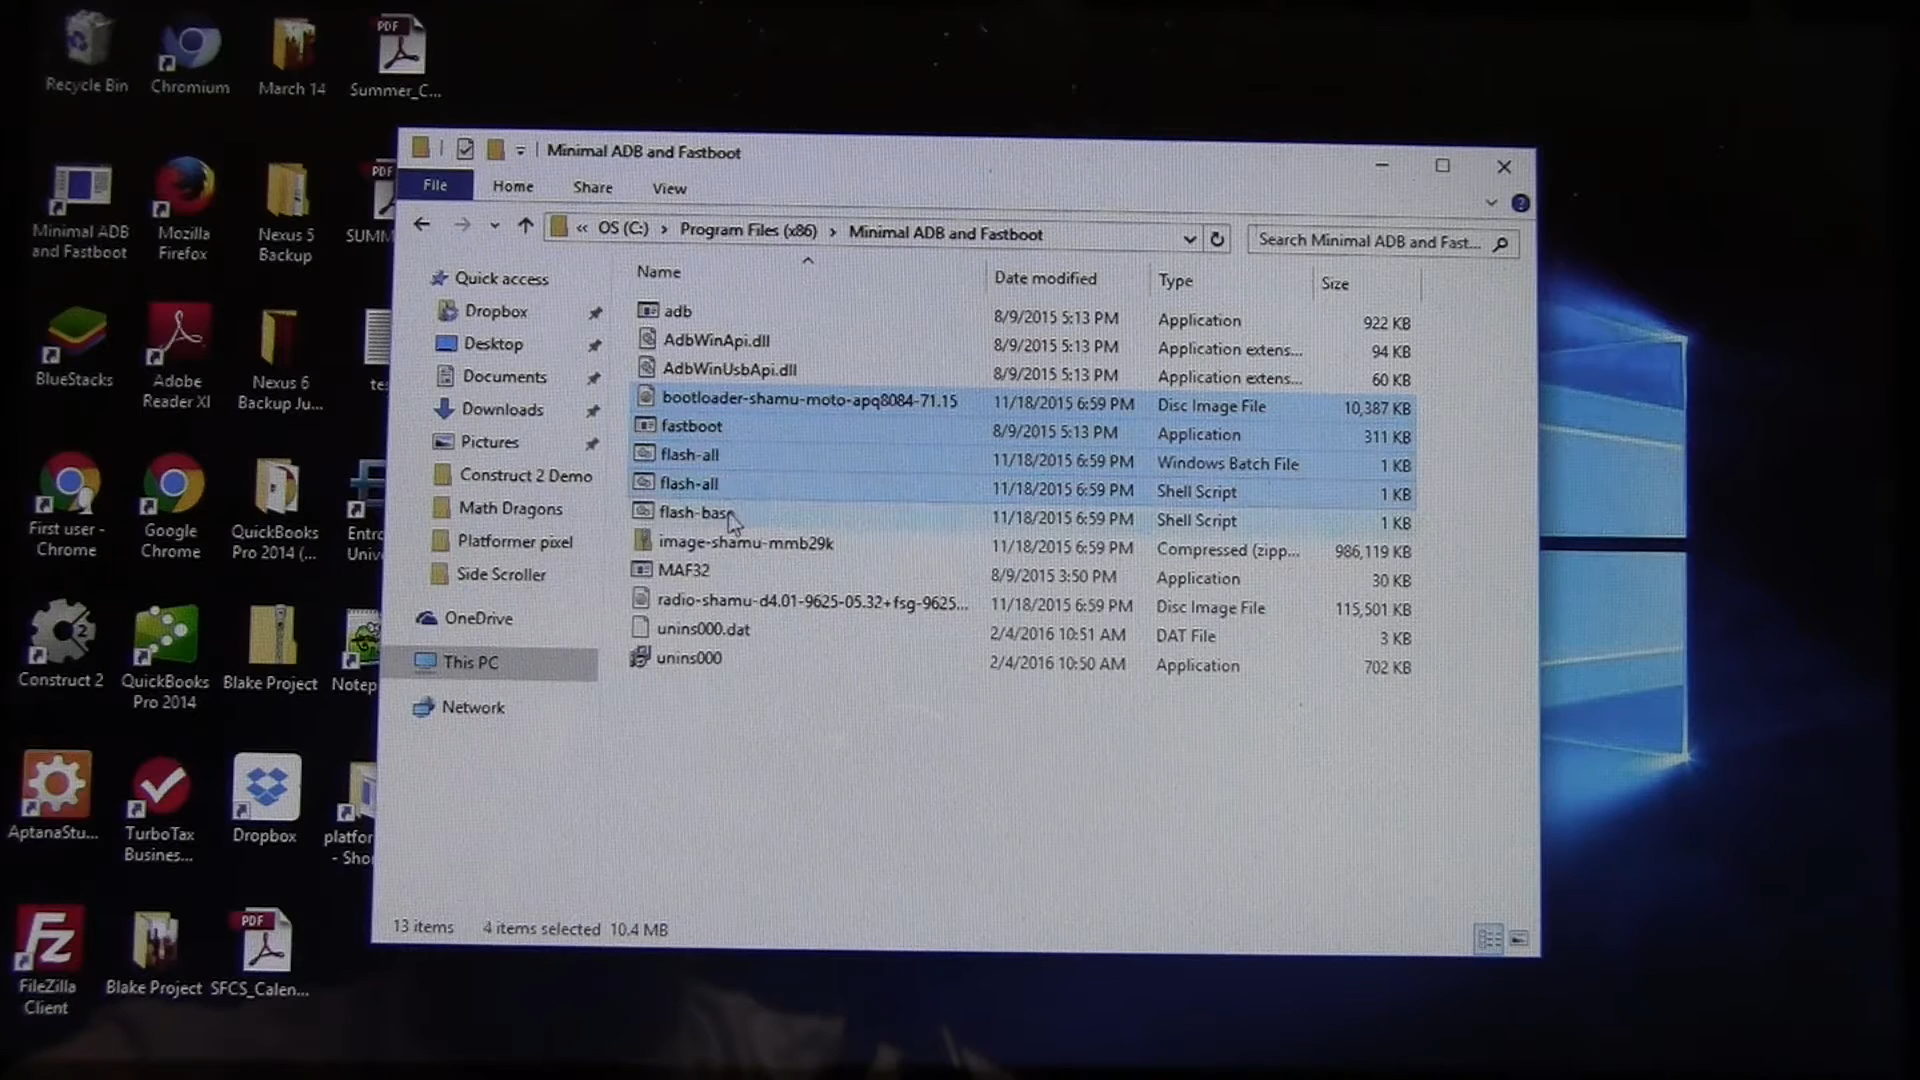 Recycle Bin
Chromium
March 14
PDF
Summer_C...
Minimal ADB
and Fastboot
Mozilla
Firefox
Nexus 5
Backup
PDF
SUMM
BlueStacks
Adobe
Reader XI
Nexus 6
Backup Ju...
tes
First user -
Chrome
Google
Chrome
QuickBooks
Pro 2014 (...
Entro
Unive
Construct 2
QuickBooks
Pro 2014
Blake Project
Notep
AptanaStu...
TurboTax
Busines...
Dropbox
platfor
- Shor
FileZilla
Client
Blake Project
PDF
SFCS_Calen...
Minimal ADB and Fastboot
File Home Share View
« OS (C:) > Program Files (x86) > Minimal ADB and Fastboot
Search Minimal ADB and Fast...
Quick access
Dropbox
Desktop
Documents
Downloads
Pictures
Construct 2 Demo
Math Dragons
Platformer pixel
Side Scroller
OneDrive
This PC
Network
Name Date modified Type Size
adb 8/9/2015 5:13 PM Application 922 KB
AdbWinApi.dll 8/9/2015 5:13 PM Application extens... 94 KB
AdbWinUsbApi.dll 8/9/2015 5:13 PM Application extens... 60 KB
bootloader-shamu-moto-apq8084-71.15 11/18/2015 6:59 PM Disc Image File 10,387 KB
fastboot 8/9/2015 5:13 PM Application 311 KB
flash-all 11/18/2015 6:59 PM Windows Batch File 1 KB
flash-all 11/18/2015 6:59 PM Shell Script 1 KB
flash-base 11/18/2015 6:59 PM Shell Script 1 KB
image-shamu-mmb29k 11/18/2015 6:59 PM Compressed (zipp... 986,119 KB
MAF32 8/9/2015 3:50 PM Application 30 KB
radio-shamu-d4.01-9625-05.32+fsg-9625... 11/18/2015 6:59 PM Disc Image File 115,501 KB
unins000.dat 2/4/2016 10:51 AM DAT File 3 KB
unins000 2/4/2016 10:50 AM Application 702 KB
13 items 4 items selected 10.4 MB